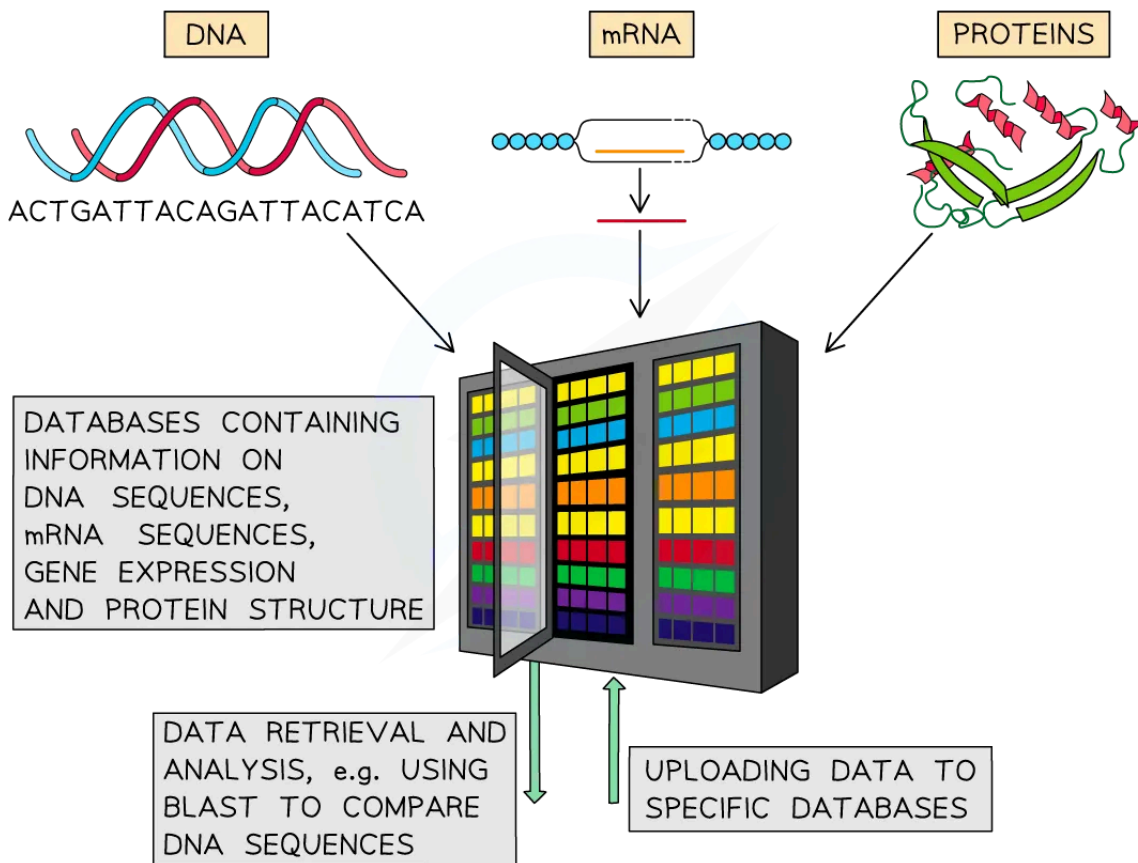 DNA
mRNA
PROTEINS
ACTGATTACAGATTACATCA
DATABASES CONTAINING
INFORMATION ON
DNA SEQUENCES,
mRNA SEQUENCES,
GENE EXPRESSION
AND PROTEIN STRUCTURE
DATA RETRIEVAL AND
ANALYSIS, e.g. USING
BLAST TO COMPARE
DNA SEQUENCES
UPLOADING DATA TO
SPECIFIC DATABASES